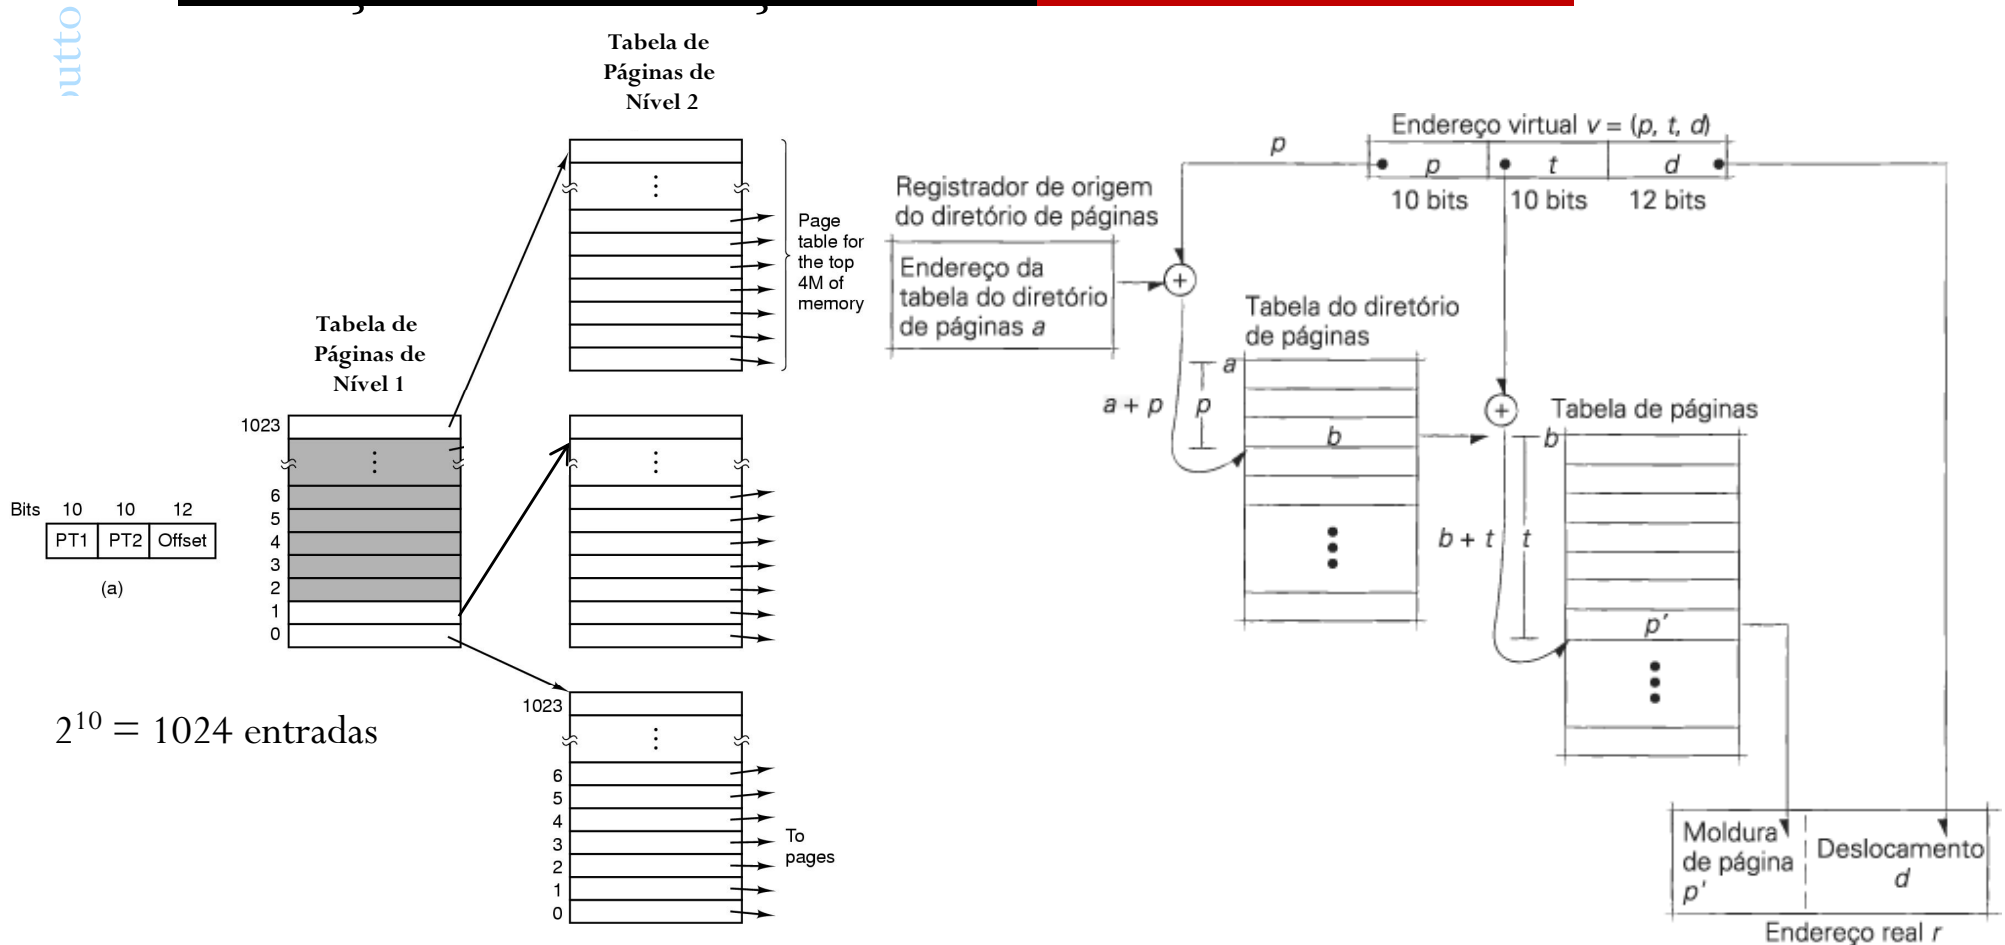 Tabela de
Páginas de
Nível 2
Page
table for
the top
4M of
memory
Tabela de
Páginas de
Nível 1
1023
6
5
4
3
2
1
0
Bits 10 10 12
PT1 PT2 Offset
(a)
2^10 = 1024 entradas
1023
6
5
4
3
2
1
0
To
pages
Endereço virtual v = (p, t, d)
p
p t d
10 bits 10 bits 12 bits
Registrador de origem
do diretório de páginas
Endereço da
tabela do diretório
de páginas a
+
Tabela do diretório
de páginas
a
a + p
p
b
+
Tabela de páginas
b
b + t
t
p'
Moldura
de página
p'
Deslocamento
d
Endereço real r